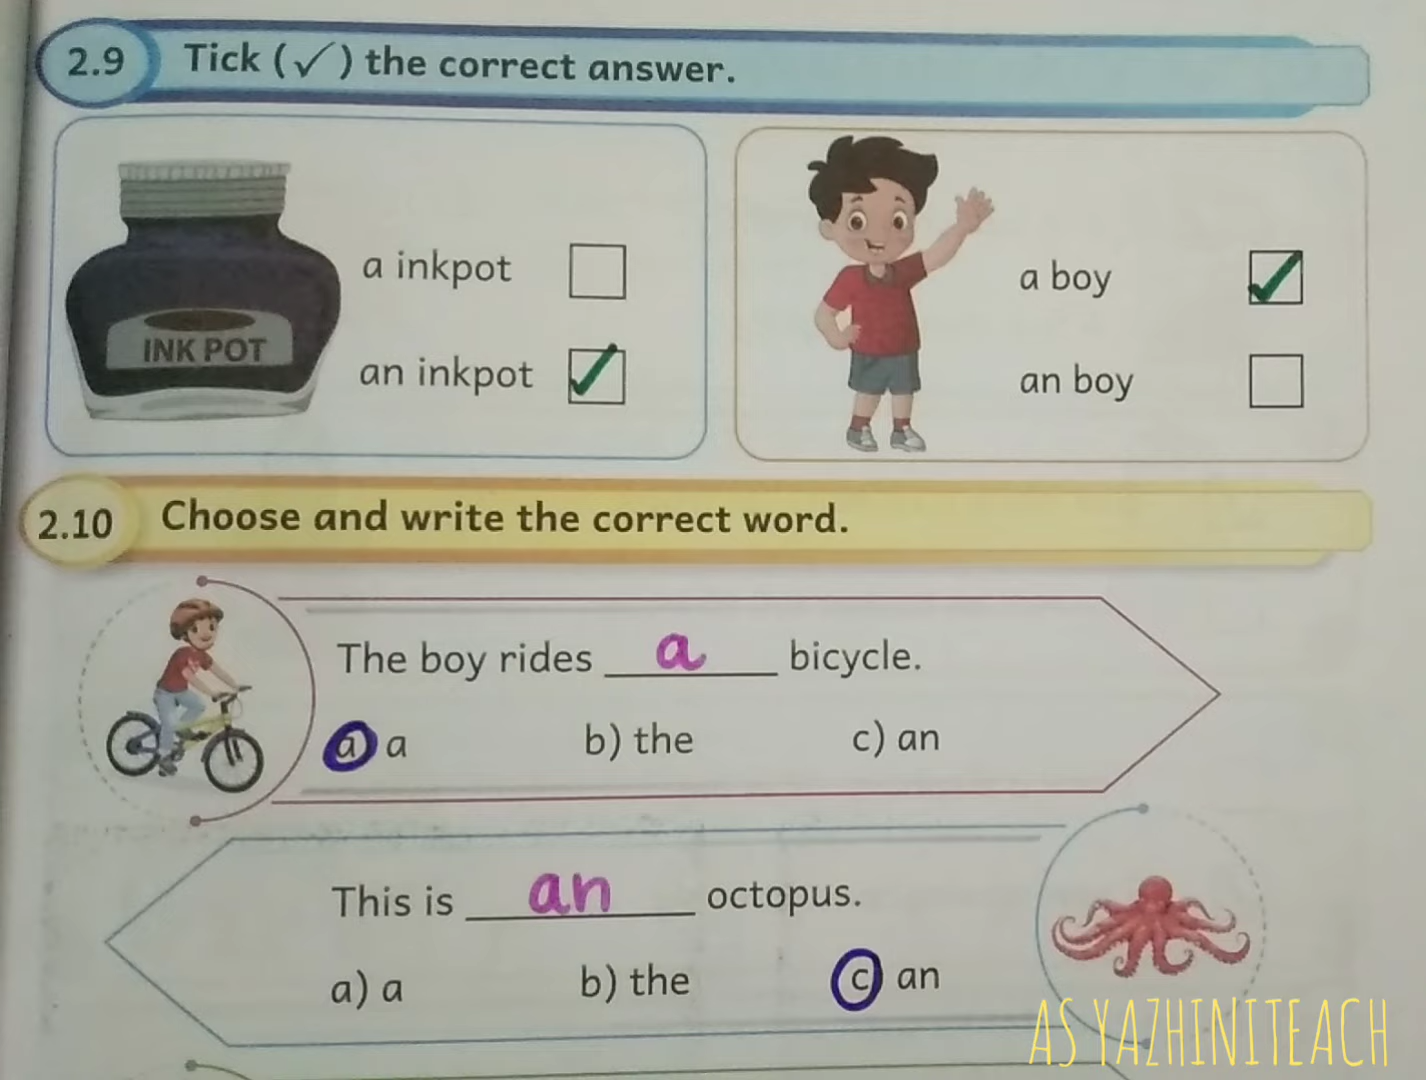 2.9 Tick (✓) the correct answer.
INK POT
a inkpot
an inkpot ✓
a boy ✓
an boy
2.10 Choose and write the correct word.
The boy rides a bicycle.
a) a b) the c) an
This is an octopus.
a) a b) the c) an
AS YAZHINITEACH